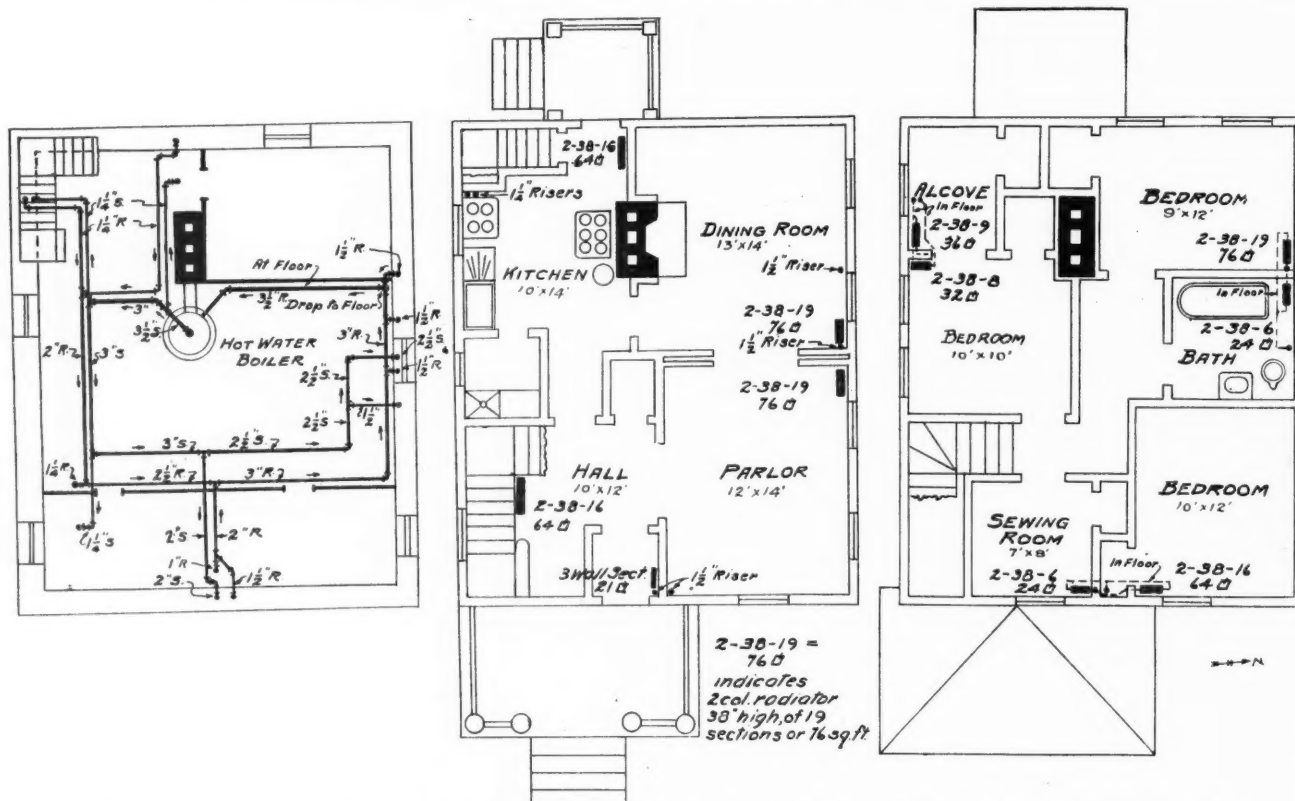 1¼"S
1¼"R
1½"R
At Floor
3½"R
Drop to Floor
3"
3½"S
HOT WATER
BOILER
2"R
3"S
3"R
1½"R
2½"S
1½"R
2½"S
2½"S
1½"
3"S
2½"S
1¼R
2½"R
3"R
1¼"S
2"S
2"R
1"R
2"S
1½"R
2-38-16
64
1¼"Risers
KITCHEN
10'X14'
DINING ROOM
13'X14'
1½"Riser
2-38-19
76
1½"Riser
2-38-19
76
HALL
10'X12'
2-38-16
64
PARLOR
12'X14'
3 Wall Sect.
21
1½"Riser
2-38-19 =
76
indicates
2 col. radiator
38" high, of 19
sections or 76 sq. ft.
ALCOVE
In Floor
2-38-9
36
2-38-8
32
BEDROOM
9'X12'
2-38-19
76
In Floor
2-38-6
24
BATH
BEDROOM
10'X10'
BEDROOM
10'X12'
SEWING
ROOM
7'X8'
2-38-6
24
In Floor
2-38-16
64
N